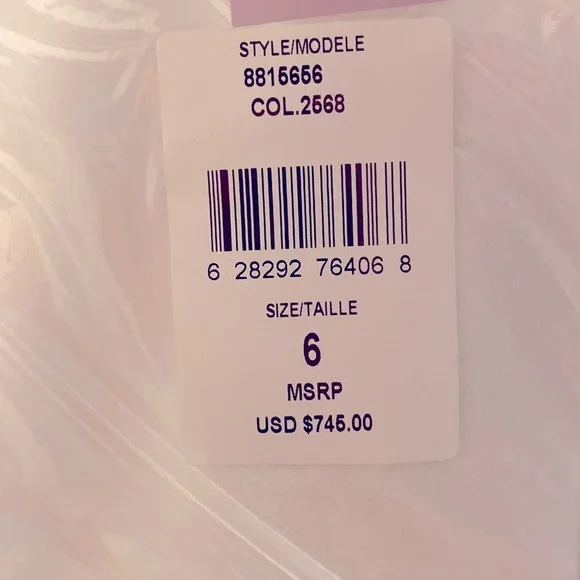 STYLE/MODELE
8815656
COL.2568
6 28292 76406 8
SIZE/TAILLE
6
MSRP
USD $745.00